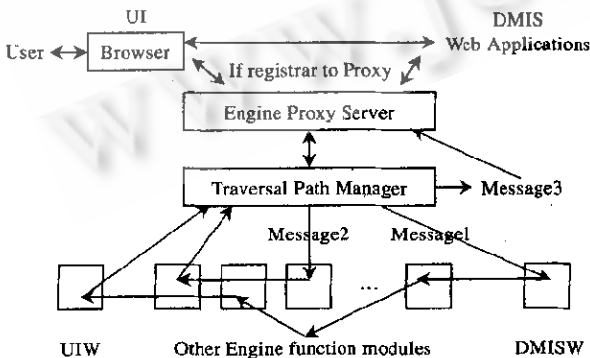 UI
DMIS
User
Browser
Web Applications
If registrar to Proxy
Engine Proxy Server
Traversal Path Manager
Message3
Message2
Message1
...
UIW
Other Engine function modules
DMISW